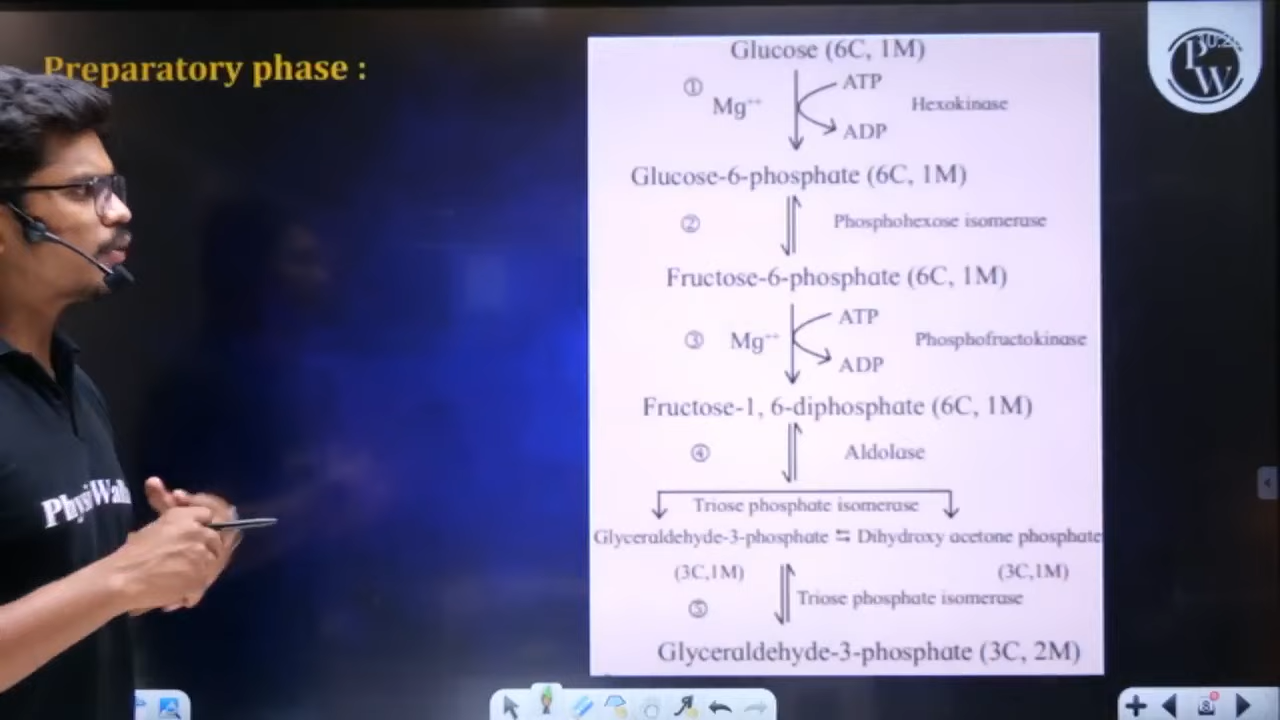 Preparatory phase :
Glucose (6C, 1M)
① Mg⁺⁺ ATP Hexokinase
ADP
Glucose-6-phosphate (6C, 1M)
② Phosphohexose isomerase
Fructose-6-phosphate (6C, 1M)
③ Mg⁺⁺ ATP Phosphofructokinase
ADP
Fructose-1, 6-diphosphate (6C, 1M)
④ Aldolase
Triose phosphate isomerase
Glyceraldehyde-3-phosphate ⇆ Dihydroxy acetone phosphate
(3C,1M) (3C,1M)
⑤ Triose phosphate isomerase
Glyceraldehyde-3-phosphate (3C, 2M)
PW
8